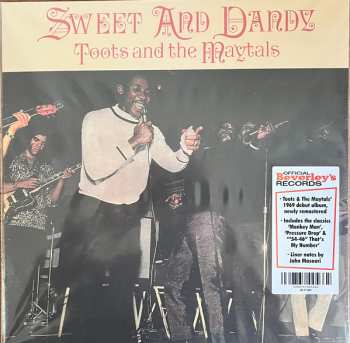 SWEET AND DANDY
Toots and the Maytals
OFFICIAL
Beverley's
RECORDS
• Toots & The Maytals'
1969 debut album,
newly remastered
• Includes the classics
'Monkey Man',
'Pressure Drop' &
"'54-46' That's
My Number'
• Liner notes by
John Masouri